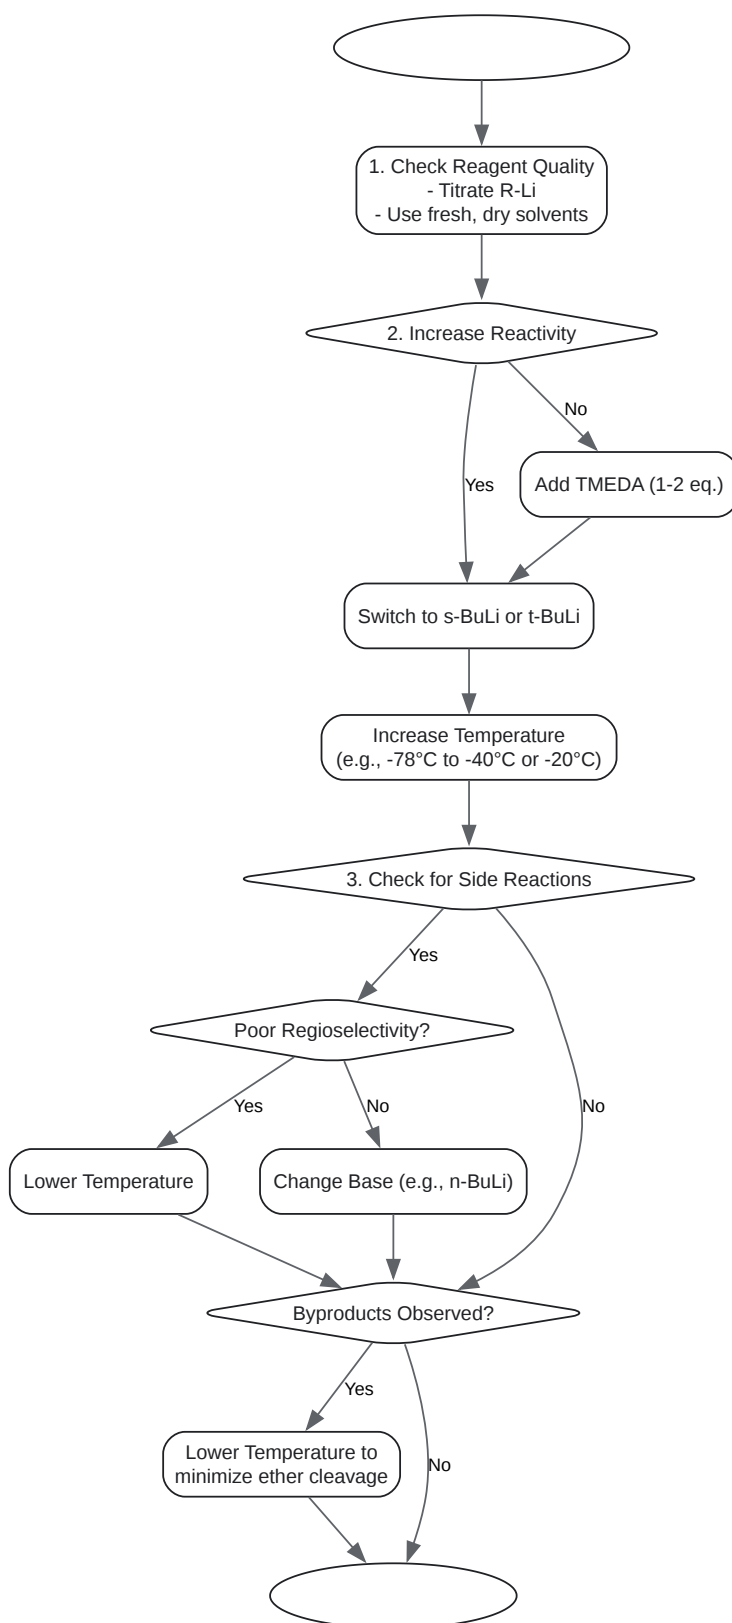 1. Check Reagent Quality
- Titrate R-Li
- Use fresh, dry solvents
2. Increase Reactivity
No
Yes
Add TMEDA (1-2 eq.)
Switch to s-BuLi or t-BuLi
Increase Temperature
(e.g., -78°C to -40°C or -20°C)
3. Check for Side Reactions
Yes
Poor Regioselectivity?
Yes
No
No
Lower Temperature
Change Base (e.g., n-BuLi)
Byproducts Observed?
Yes
Lower Temperature to
minimize ether cleavage
No